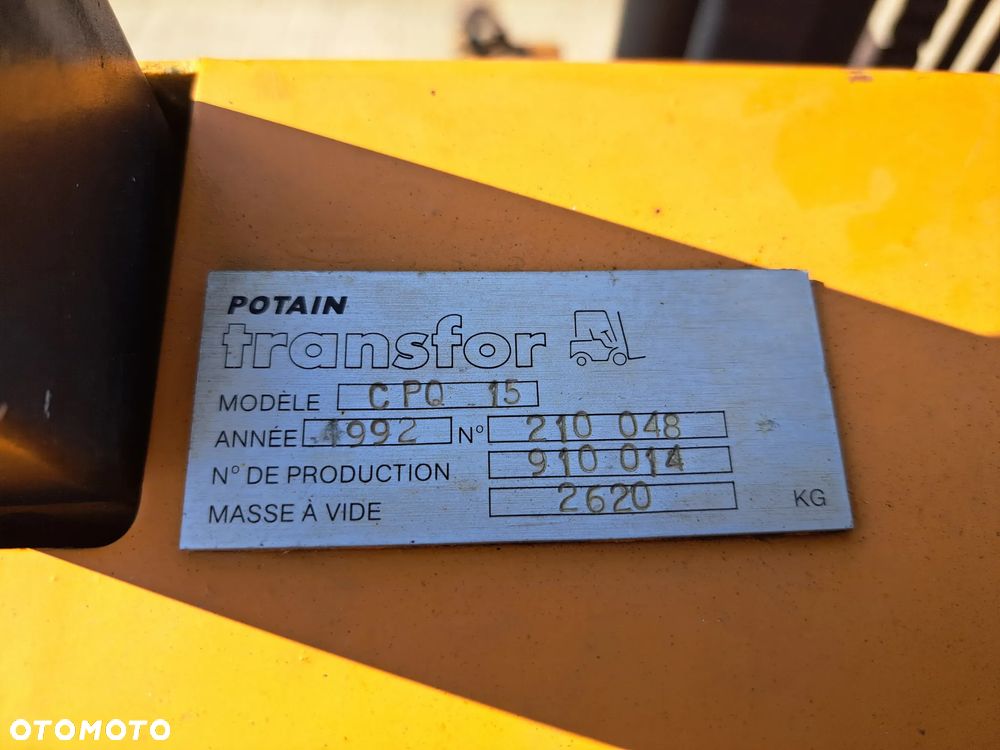 POTAIN
transfor
MODÈLE CPQ 15
ANNÉE 1992 N° 210 048
N° DE PRODUCTION 910 014
MASSE À VIDE 2620 KG
OTOMOTO